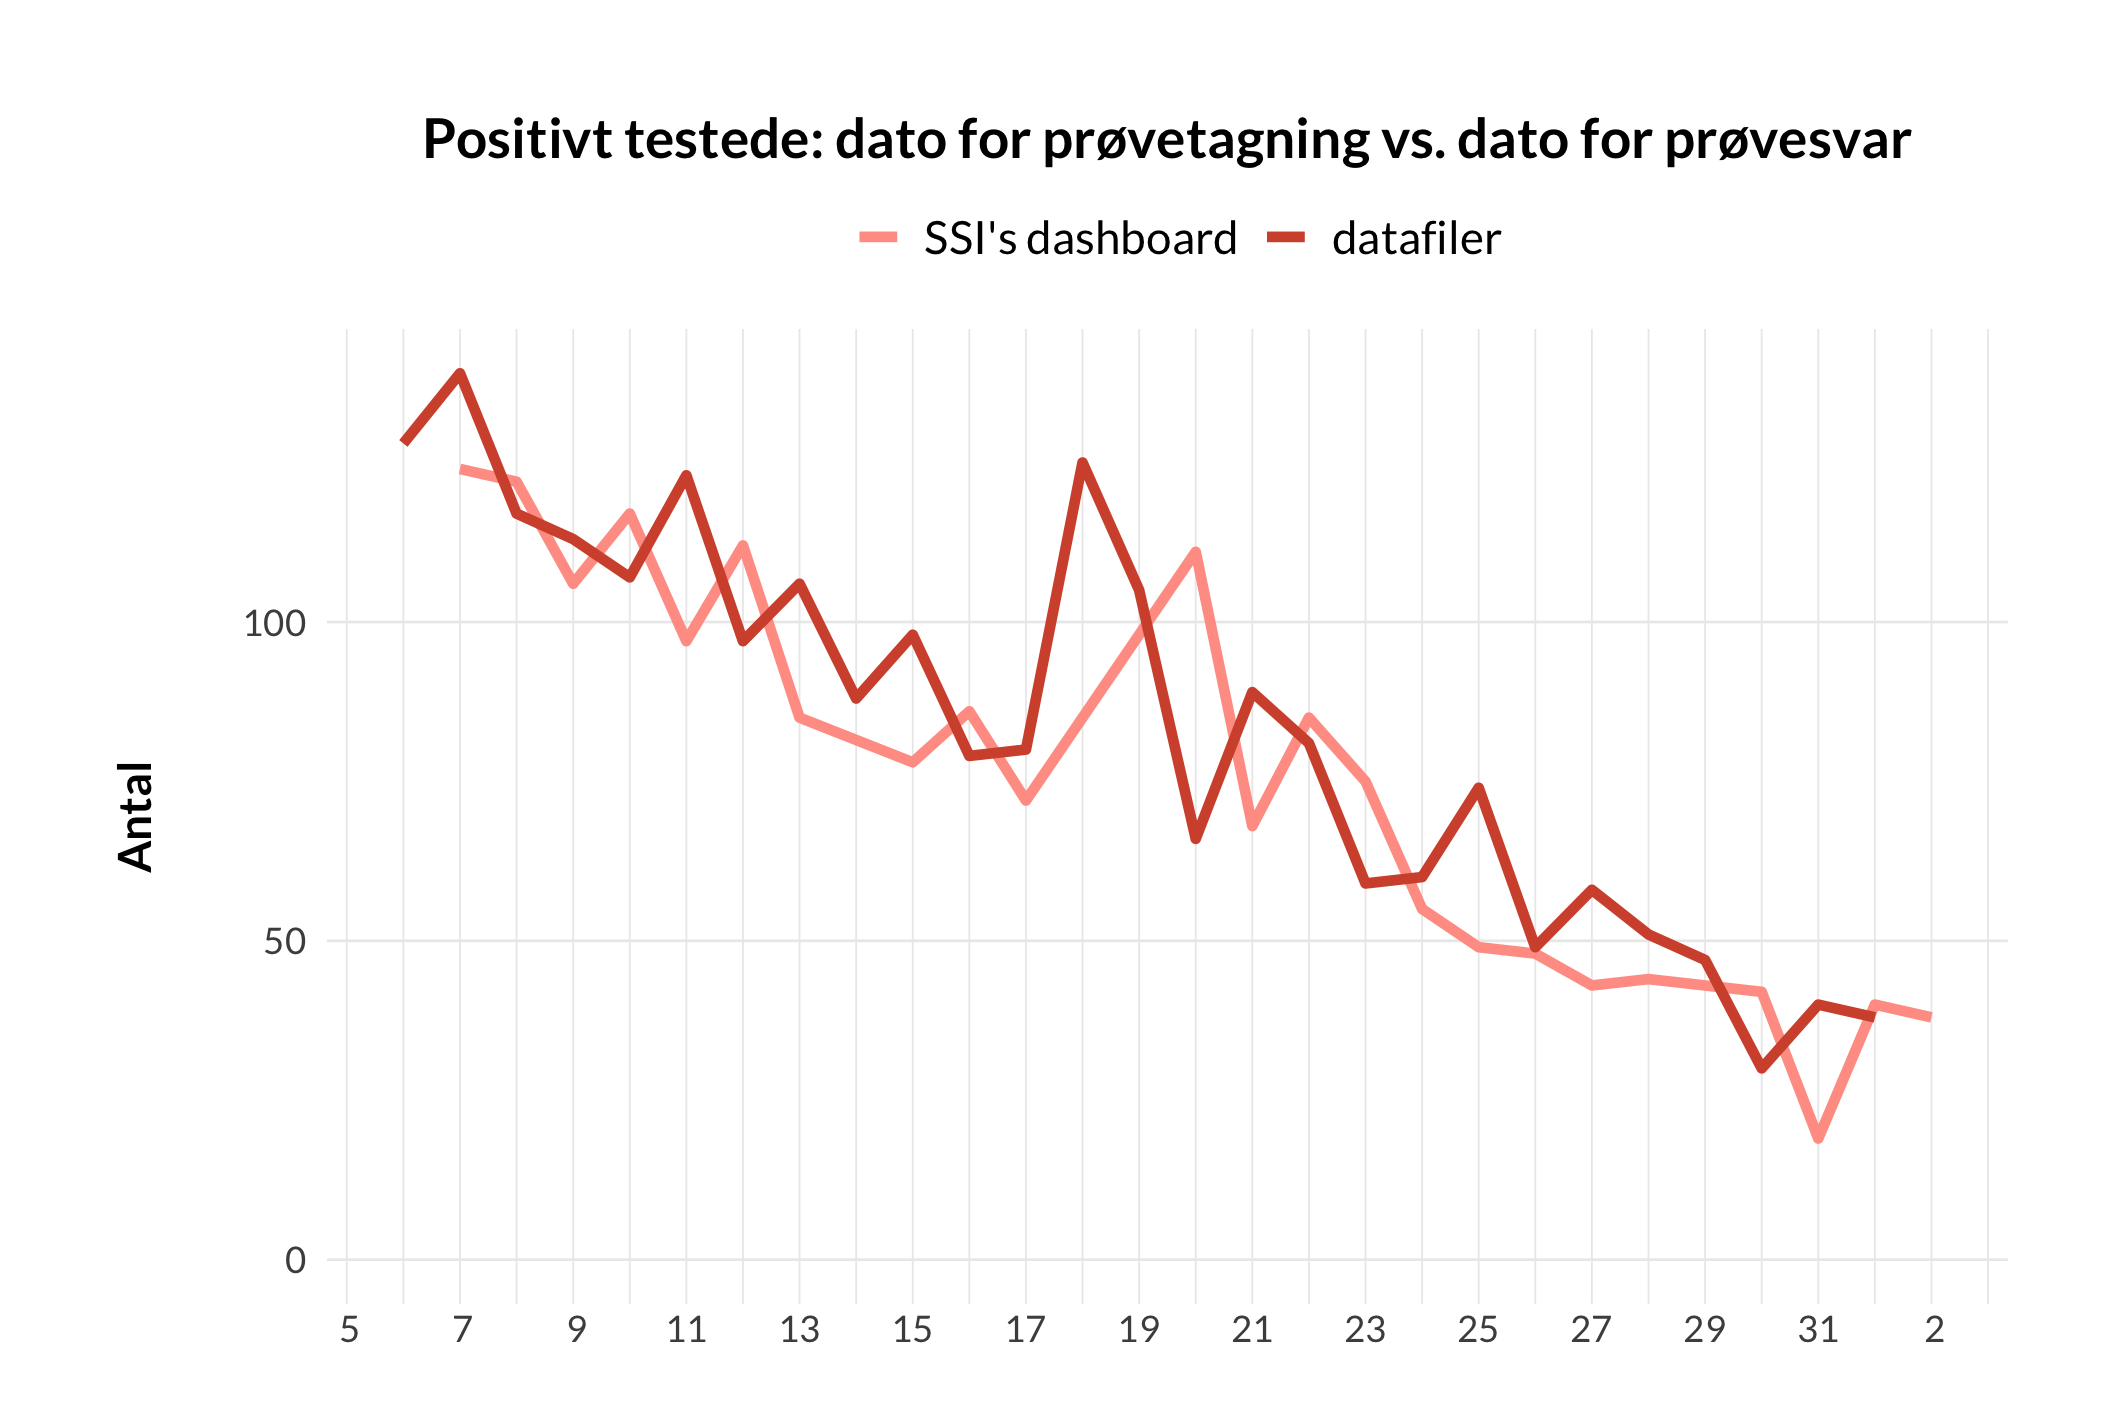 Positivt testede: dato for prøvetagning vs. dato for prøvesvar
SSI's dashboard datafiler
Antal
100
50
0
5 7 9 11 13 15 17 19 21 23 25 27 29 31 2